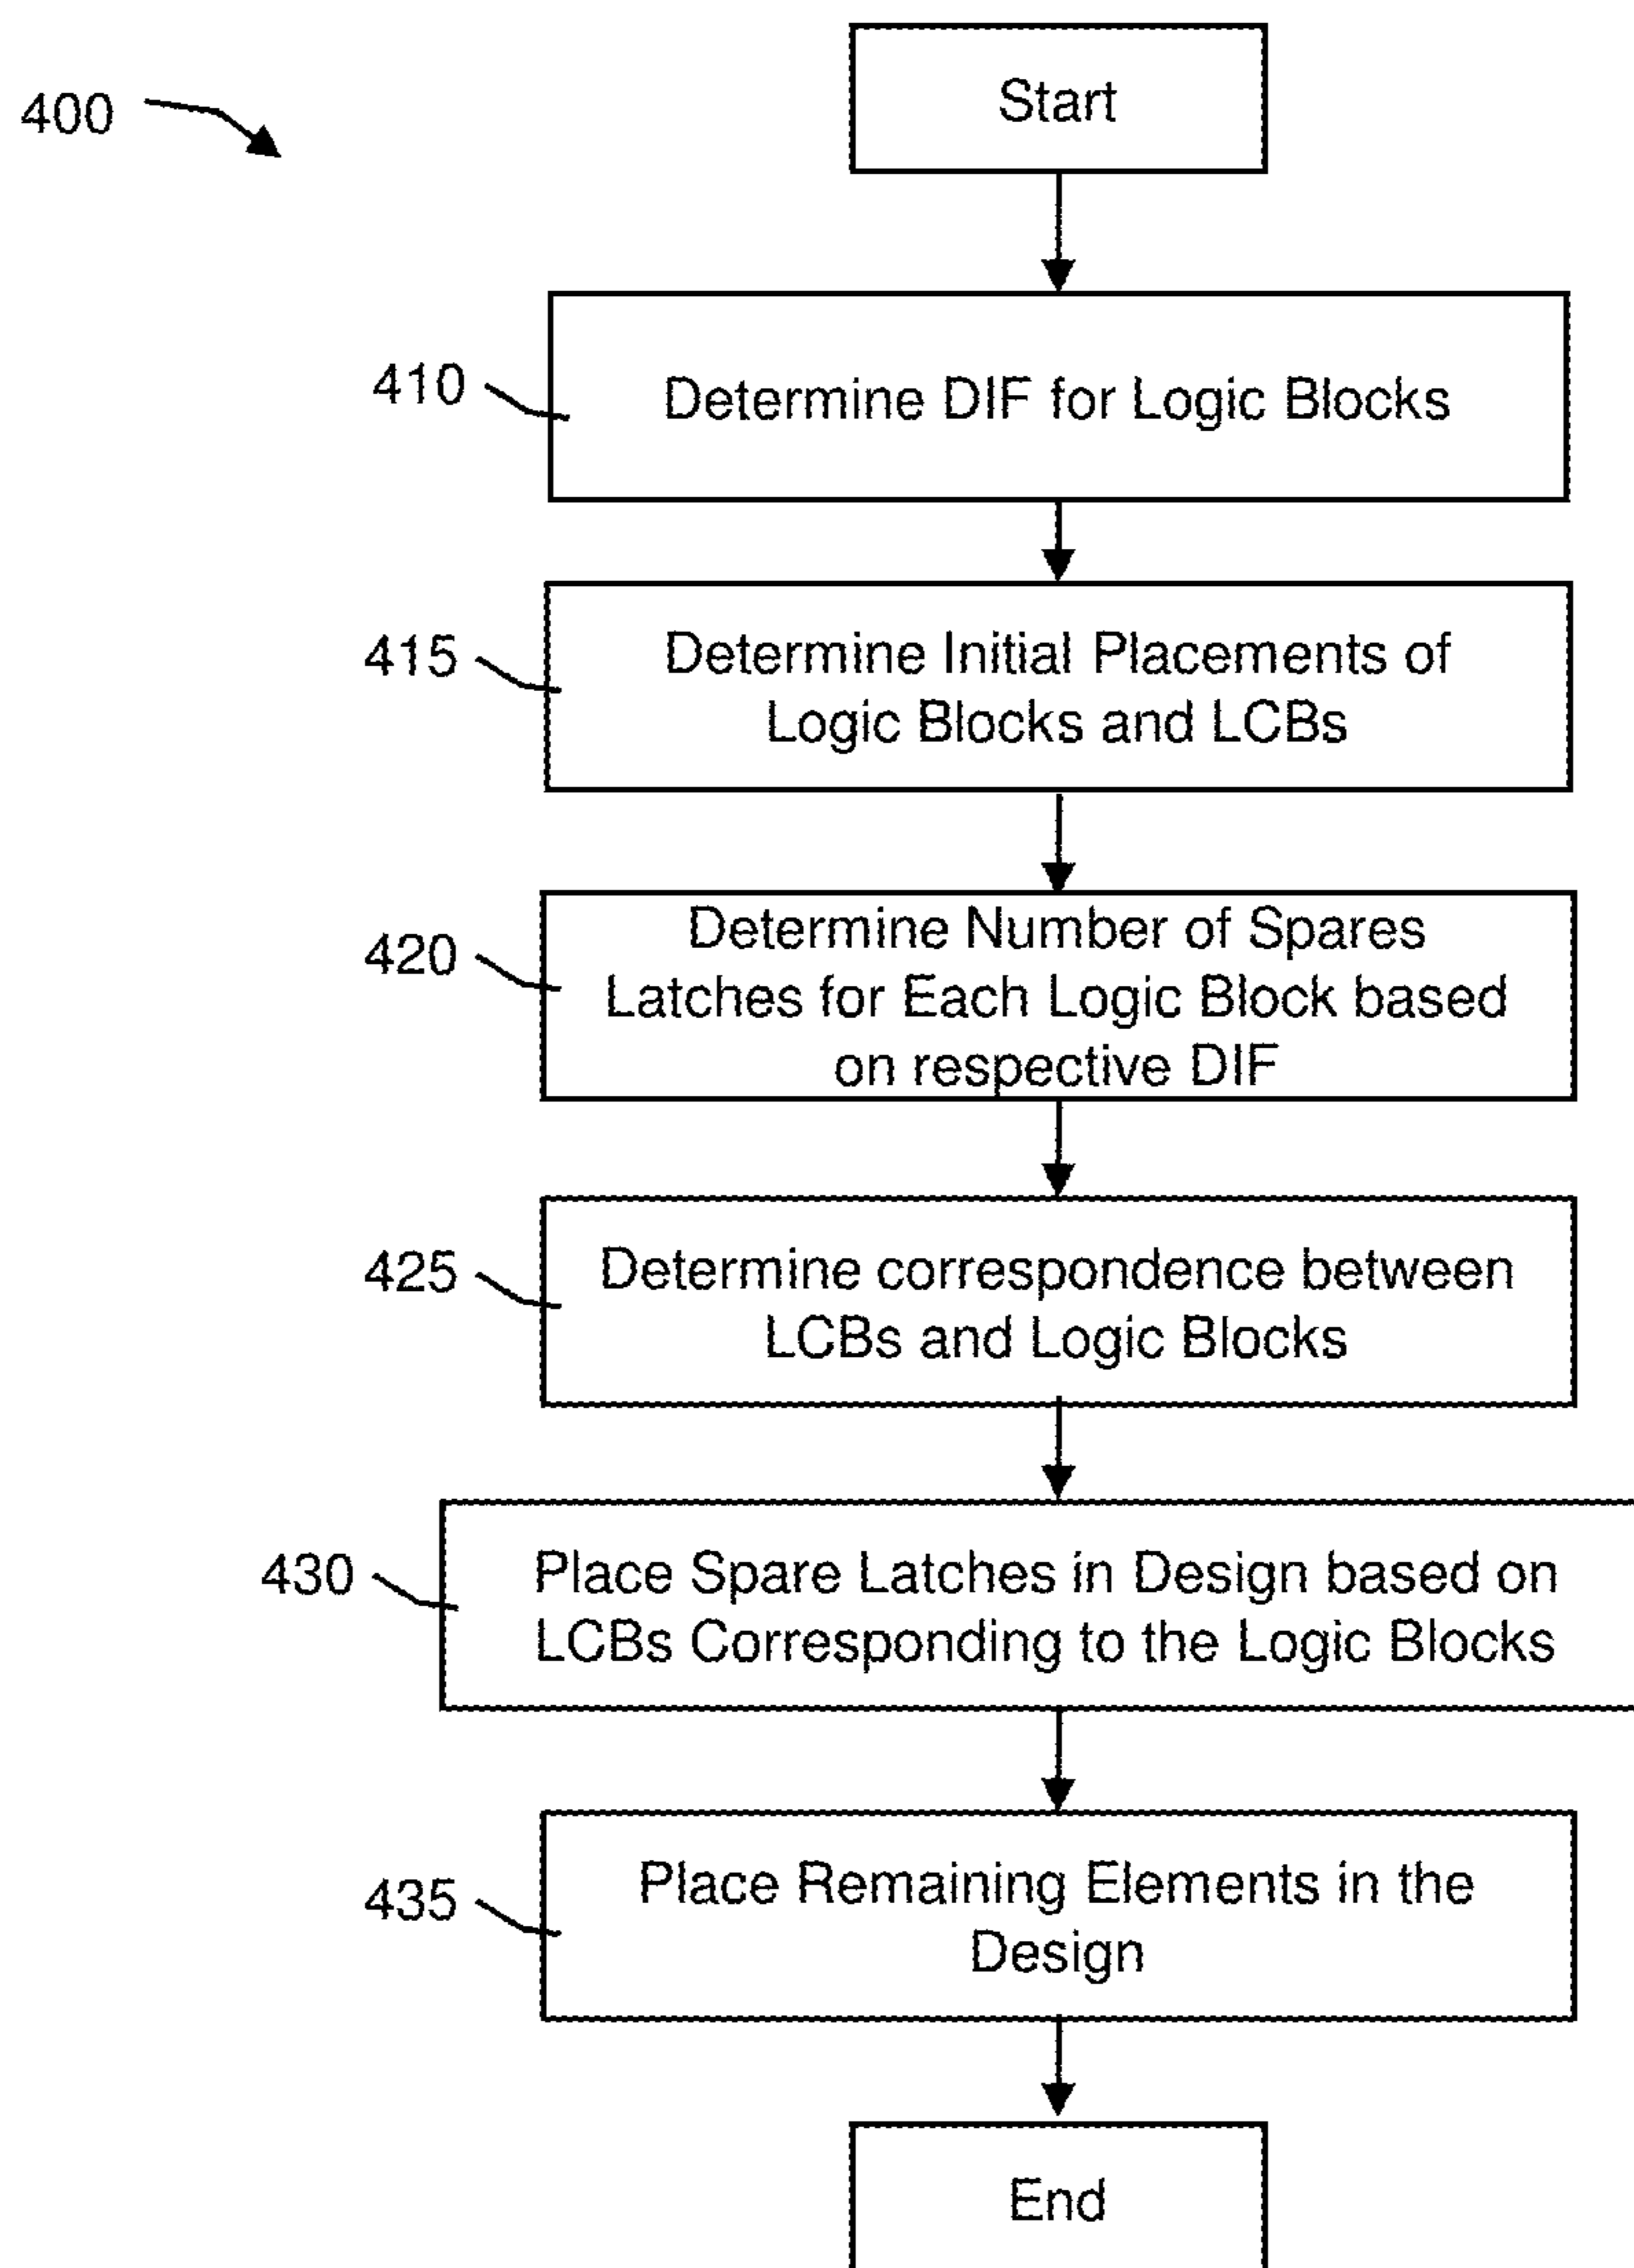 400
Start
410
Determine DIF for Logic Blocks
415
Determine Initial Placements of
Logic Blocks and LCBs
420
Determine Number of Spares
Latches for Each Logic Block based
on respective DIF
425
Determine correspondence between
LCBs and Logic Blocks
430
Place Spare Latches in Design based on
LCBs Corresponding to the Logic Blocks
435
Place Remaining Elements in the
Design
End